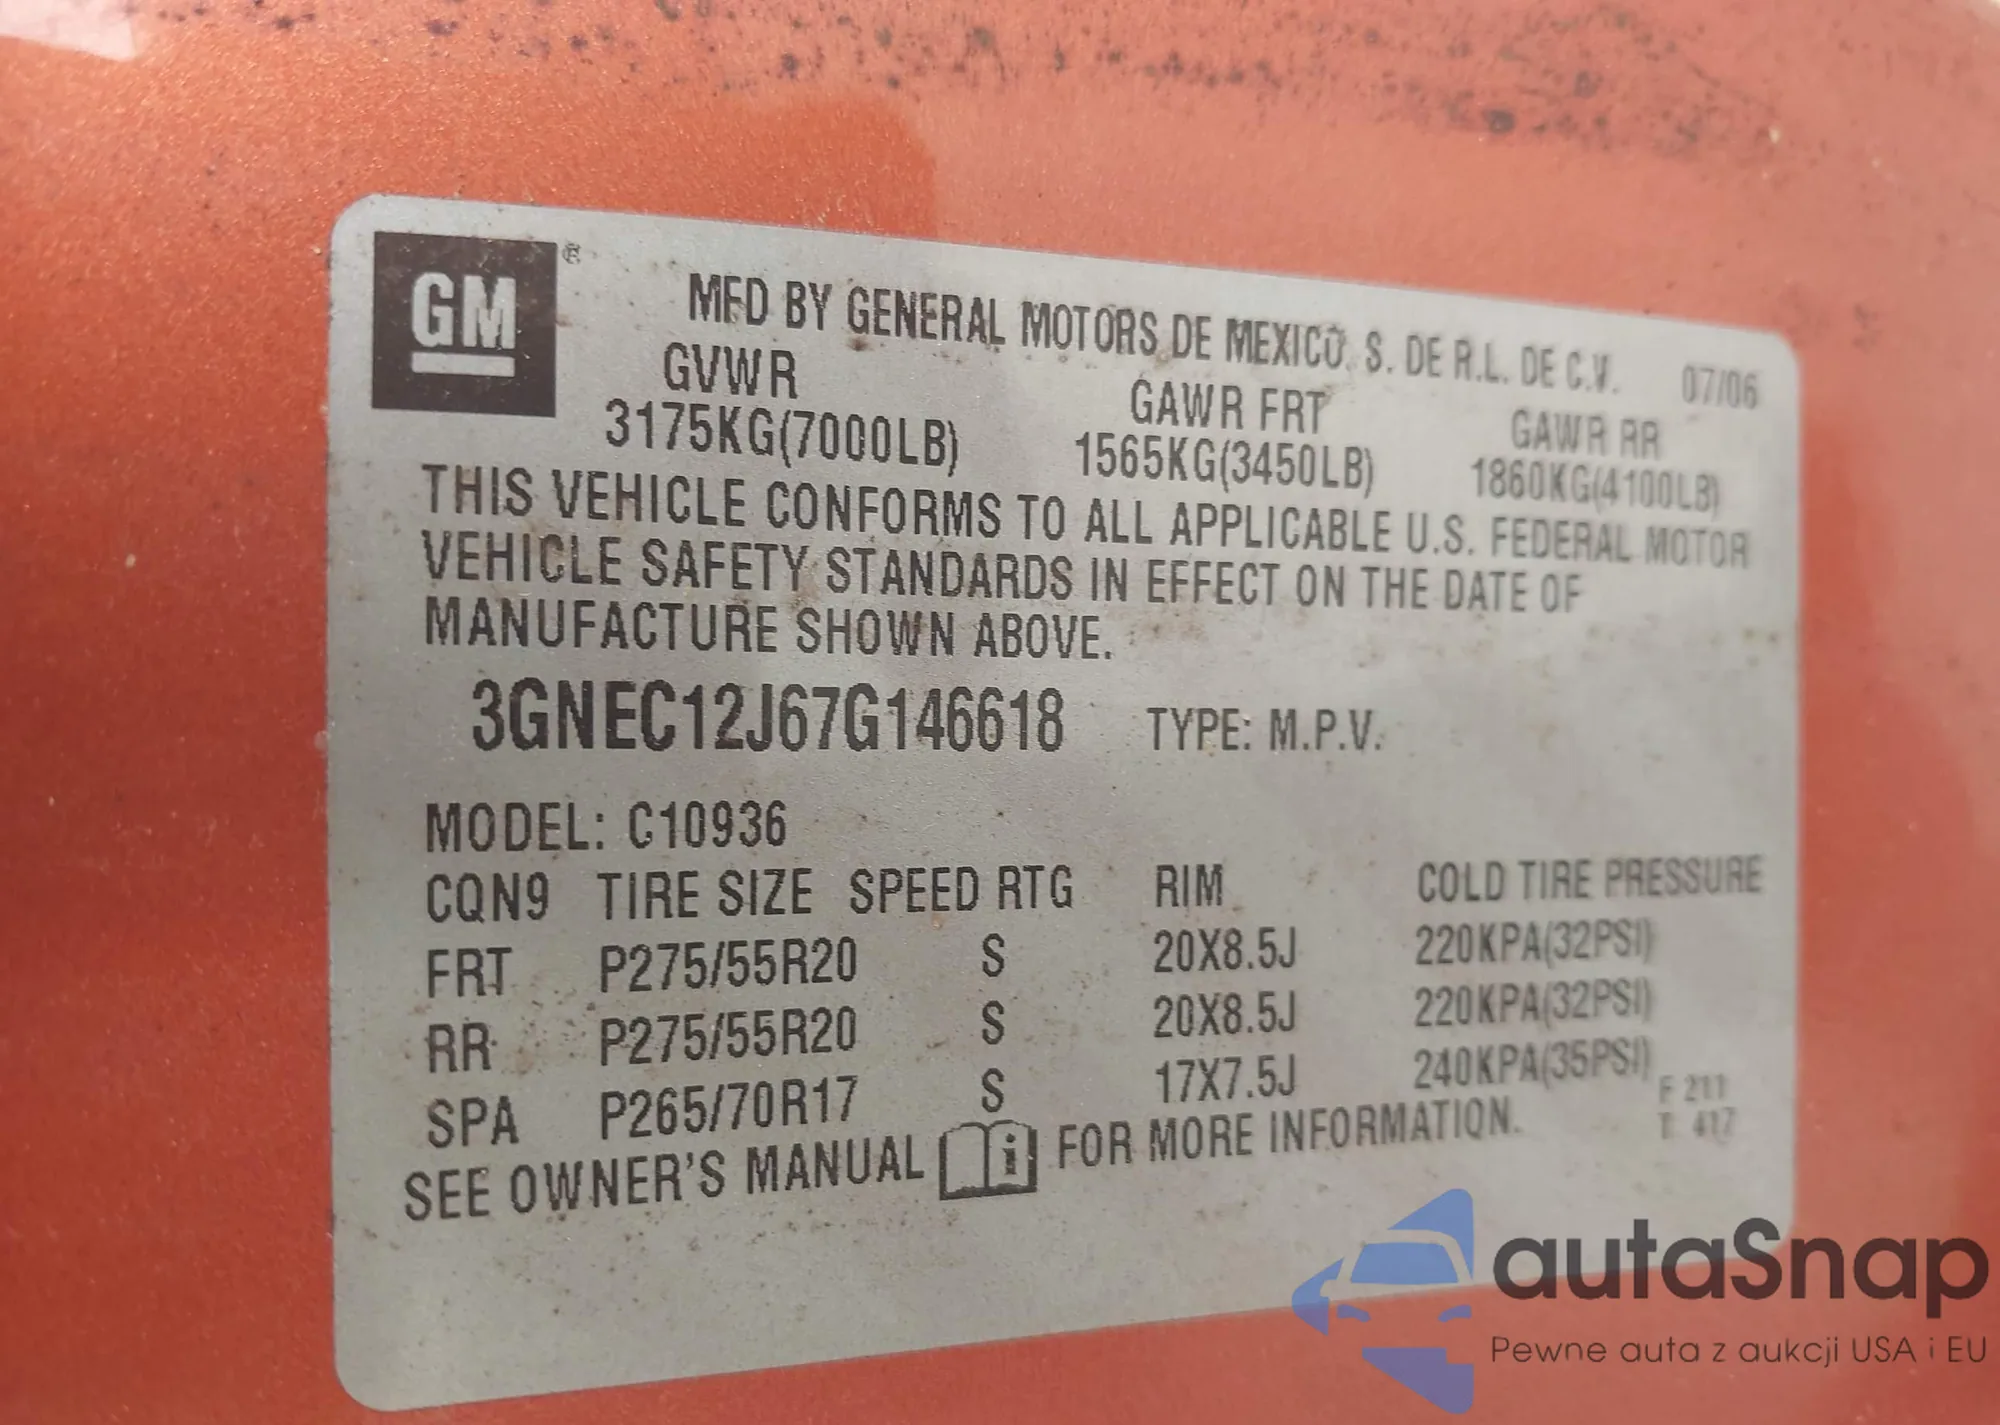 GM ®
MFD BY GENERAL MOTORS DE MEXICO. S. DE R.L. DE C.V. 07/06
GVWR GAWR FRT GAWR RR
3175KG(7000LB) 1565KG(3450LB) 1860KG(4100LB)
THIS VEHICLE CONFORMS TO ALL APPLICABLE U.S. FEDERAL MOTOR
VEHICLE SAFETY STANDARDS IN EFFECT ON THE DATE OF
MANUFACTURE SHOWN ABOVE.
3GNEC12J67G146618 TYPE: M.P.V.
MODEL: C10936
CQN9 TIRE SIZE SPEED RTG RIM COLD TIRE PRESSURE
FRT P275/55R20 S 20X8.5J 220KPA(32PSI)
RR P275/55R20 S 20X8.5J 220KPA(32PSI)
SPA P265/70R17 S 17X7.5J 240KPA(35PSI)
F 211
T: 417
SEE OWNER'S MANUAL i FOR MORE INFORMATION.
autaSnap
Pewne auta z aukcji USA i EU